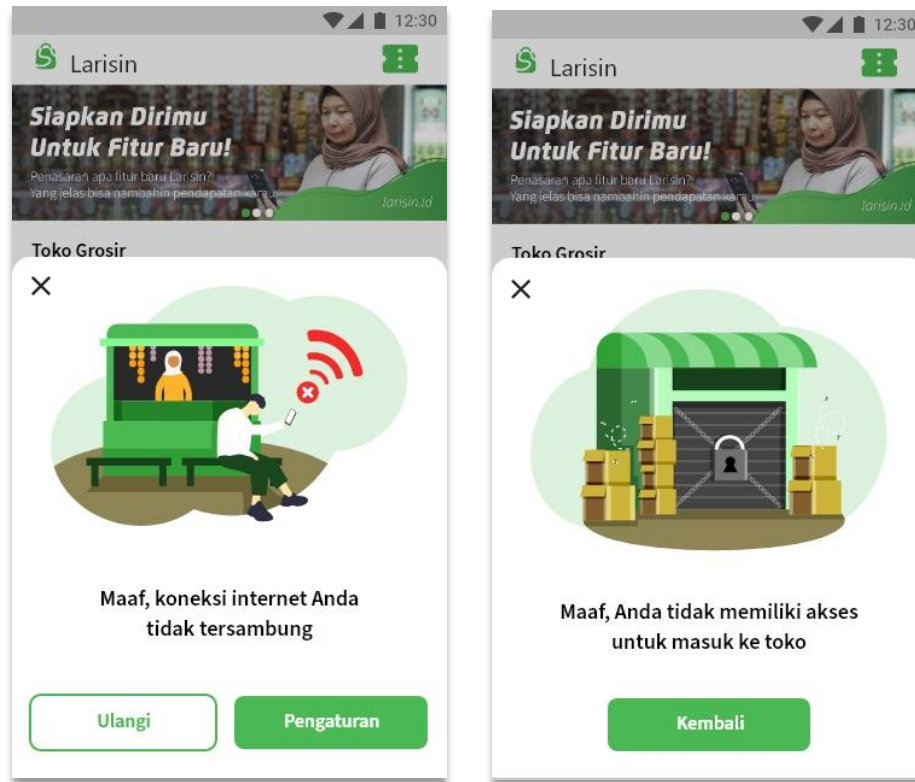 12:30
Larisin
Siapkan Dirimu
Untuk Fitur Baru!
Penasaran apa fitur baru Larisin?
Yang jelas bisa nambahin pendapatan kamu
larisin.id
Toko Grosir
Maaf, koneksi internet Anda
tidak tersambung
Ulangi
Pengaturan
12:30
Larisin
Siapkan Dirimu
Untuk Fitur Baru!
Penasaran apa fitur baru Larisin?
Yang jelas bisa nambahin pendapatan kamu
larisin.id
Toko Grosir
Maaf, Anda tidak memiliki akses
untuk masuk ke toko
Kembali